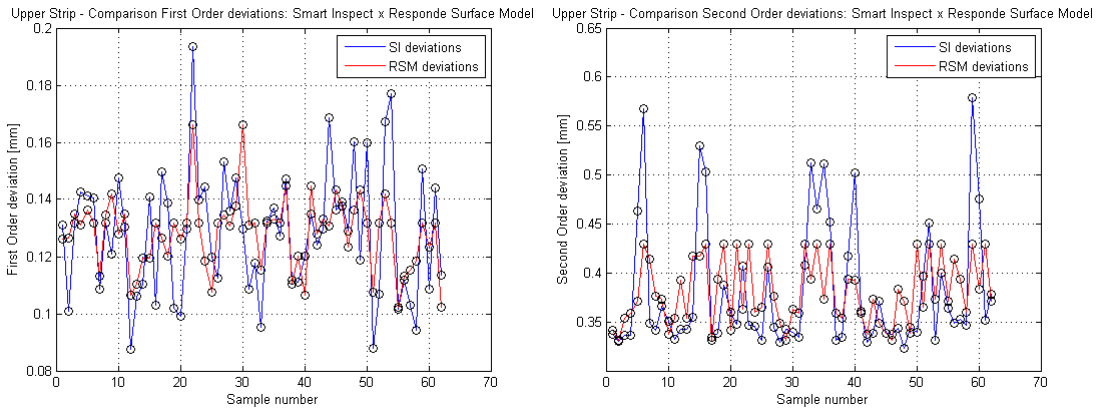 Upper Strip - Comparison First Order deviations: Smart Inspect x Responde Surface Model
0.2
0.18
0.16
0.14
0.12
0.1
0.08
First Order deviation [mm]
SI deviations
RSM deviations
0 10 20 30 40 50 60 70
Sample number
Upper Strip - Comparison Second Order deviations: Smart Inspect x Responde Surface Model
0.65
0.6
0.55
0.5
0.45
0.4
0.35
Second Order deviation [mm]
SI deviations
RSM deviations
0 10 20 30 40 50 60 70
Sample number